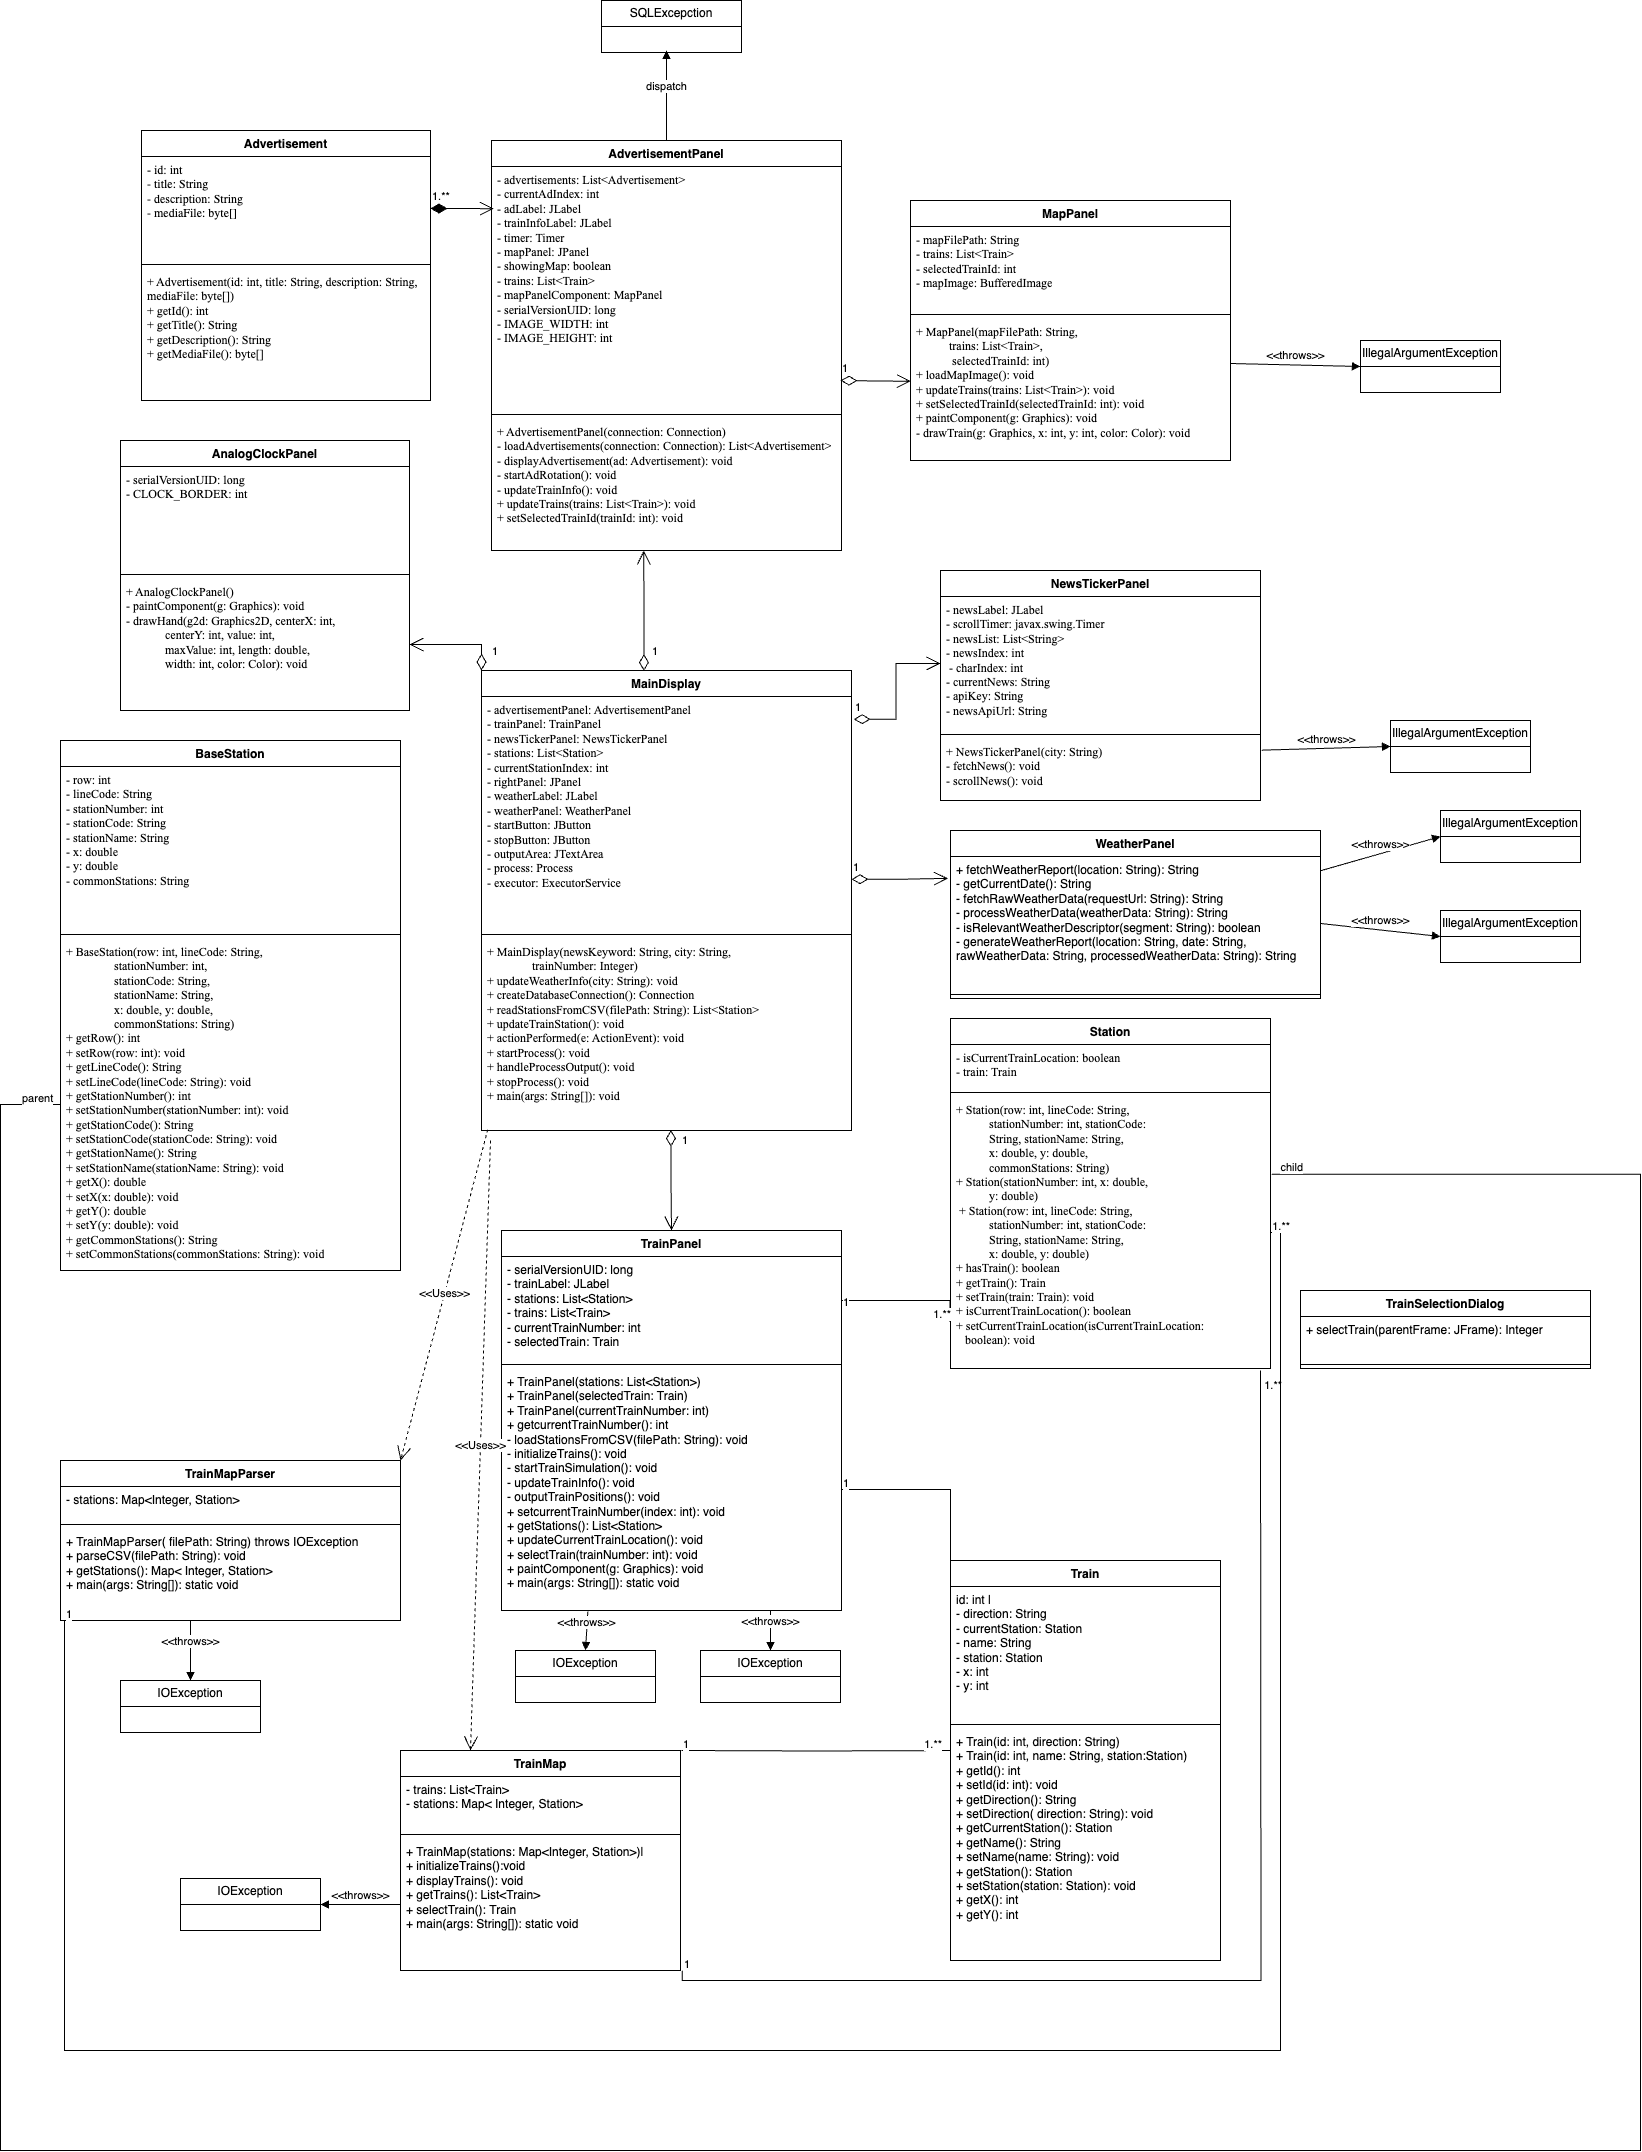 SQLExcepction
dispatch
Advertisement
- id: int
- title: String
- description: String
- mediaFile: byte[]
+ Advertisement(id: int, title: String, description: String,
mediaFile: byte[])
+ getId(): int
+ getTitle(): String
+ getDescription(): String
+ getMediaFile(): byte[]
1.**
AdvertisementPanel
- advertisements: List<Advertisement>
- currentAdIndex: int
- adLabel: JLabel
- trainInfoLabel: JLabel
- timer: Timer
- mapPanel: JPanel
- showingMap: boolean
- trains: List<Train>
- mapPanelComponent: MapPanel
- serialVersionUID: long
- IMAGE_WIDTH: int
- IMAGE_HEIGHT: int
+ AdvertisementPanel(connection: Connection)
- loadAdvertisements(connection: Connection): List<Advertisement>
- displayAdvertisement(ad: Advertisement): void
- startAdRotation(): void
- updateTrainInfo(): void
+ updateTrains(trains: List<Train>): void
+ setSelectedTrainId(trainId: int): void
1
MapPanel
- mapFilePath: String
- trains: List<Train>
- selectedTrainId: int
- mapImage: BufferedImage
+ MapPanel(mapFilePath: String,
trains: List<Train>,
selectedTrainId: int)
+ loadMapImage(): void
+ updateTrains(trains: List<Train>): void
+ setSelectedTrainId(selectedTrainId: int): void
+ paintComponent(g: Graphics): void
- drawTrain(g: Graphics, x: int, y: int, color: Color): void
<<throws>>
IllegalArgumentException
AnalogClockPanel
- serialVersionUID: long
- CLOCK_BORDER: int
+ AnalogClockPanel()
- paintComponent(g: Graphics): void
- drawHand(g2d: Graphics2D, centerX: int,
centerY: int, value: int,
maxValue: int, length: double,
width: int, color: Color): void
1
1
MainDisplay
- advertisementPanel: AdvertisementPanel
- trainPanel: TrainPanel
- newsTickerPanel: NewsTickerPanel
- stations: List<Station>
- currentStationIndex: int
- rightPanel: JPanel
- weatherLabel: JLabel
- weatherPanel: WeatherPanel
- startButton: JButton
- stopButton: JButton
- outputArea: JTextArea
- process: Process
- executor: ExecutorService
+ MainDisplay(newsKeyword: String, city: String,
trainNumber: Integer)
+ updateWeatherInfo(city: String): void
+ createDatabaseConnection(): Connection
+ readStationsFromCSV(filePath: String): List<Station>
+ updateTrainStation(): void
+ actionPerformed(e: ActionEvent): void
+ startProcess(): void
+ handleProcessOutput(): void
+ stopProcess(): void
+ main(args: String[]): void
1
1
1
NewsTickerPanel
- newsLabel: JLabel
- scrollTimer: javax.swing.Timer
- newsList: List<String>
- newsIndex: int
- charIndex: int
- currentNews: String
- apiKey: String
- newsApiUrl: String
+ NewsTickerPanel(city: String)
- fetchNews(): void
- scrollNews(): void
<<throws>>
IllegalArgumentException
WeatherPanel
+ fetchWeatherReport(location: String): String
- getCurrentDate(): String
- fetchRawWeatherData(requestUrl: String): String
- processWeatherData(weatherData: String): String
- isRelevantWeatherDescriptor(segment: String): boolean
- generateWeatherReport(location: String, date: String,
rawWeatherData: String, processedWeatherData: String): String
<<throws>>
IllegalArgumentException
<<throws>>
IllegalArgumentException
BaseStation
- row: int
- lineCode: String
- stationNumber: int
- stationCode: String
- stationName: String
- x: double
- y: double
- commonStations: String
+ BaseStation(row: int, lineCode: String,
stationNumber: int,
stationCode: String,
stationName: String,
x: double, y: double,
commonStations: String)
+ getRow(): int
+ setRow(row: int): void
+ getLineCode(): String
+ setLineCode(lineCode: String): void
+ getStationNumber(): int
+ setStationNumber(stationNumber: int): void
+ getStationCode(): String
+ setStationCode(stationCode: String): void
+ getStationName(): String
+ setStationName(stationName: String): void
+ getX(): double
+ setX(x: double): void
+ getY(): double
+ setY(y: double): void
+ getCommonStations(): String
+ setCommonStations(commonStations: String): void
parent
Station
- isCurrentTrainLocation: boolean
- train: Train
+ Station(row: int, lineCode: String,
stationNumber: int, stationCode:
String, stationName: String,
x: double, y: double,
commonStations: String)
+ Station(stationNumber: int, x: double,
y: double)
+ Station(row: int, lineCode: String,
stationNumber: int, stationCode:
String, stationName: String,
x: double, y: double)
+ hasTrain(): boolean
+ getTrain(): Train
+ setTrain(train: Train): void
+ isCurrentTrainLocation(): boolean
+ setCurrentTrainLocation(isCurrentTrainLocation:
boolean): void
child
1.**
1.**
1.**
TrainSelectionDialog
+ selectTrain(parentFrame: JFrame): Integer
<<Uses>>
<<Uses>>
TrainPanel
- serialVersionUID: long
- trainLabel: JLabel
- stations: List<Station>
- trains: List<Train>
- currentTrainNumber: int
- selectedTrain: Train
+ TrainPanel(stations: List<Station>)
+ TrainPanel(selectedTrain: Train)
+ TrainPanel(currentTrainNumber: int)
+ getcurrentTrainNumber(): int
- loadStationsFromCSV(filePath: String): void
- initializeTrains(): void
- startTrainSimulation(): void
- updateTrainInfo(): void
- outputTrainPositions(): void
+ setcurrentTrainNumber(index: int): void
+ getStations(): List<Station>
+ updateCurrentTrainLocation(): void
+ selectTrain(trainNumber: int): void
+ paintComponent(g: Graphics): void
+ main(args: String[]): static void
1
1
<<throws>>
IOException
<<throws>>
IOException
TrainMapParser
- stations: Map<Integer, Station>
+ TrainMapParser( filePath: String) throws IOException
+ parseCSV(filePath: String): void
+ getStations(): Map< Integer, Station>
+ main(args: String[]): static void
1
<<throws>>
IOException
Train
id: int |
- direction: String
- currentStation: Station
- name: String
- station: Station
- x: int
- y: int
+ Train(id: int, direction: String)
+ Train(id: int, name: String, station:Station)
+ getId(): int
+ setId(id: int): void
+ getDirection(): String
+ setDirection( direction: String): void
+ getCurrentStation(): Station
+ getName(): String
+ setName(name: String): void
+ getStation(): Station
+ setStation(station: Station): void
+ getX(): int
+ getY(): int
1
1.**
TrainMap
- trains: List<Train>
- stations: Map< Integer, Station>
+ TrainMap(stations: Map<Integer, Station>)|
+ initializeTrains():void
+ displayTrains(): void
+ getTrains(): List<Train>
+ selectTrain(): Train
+ main(args: String[]): static void
<<throws>>
IOException
1